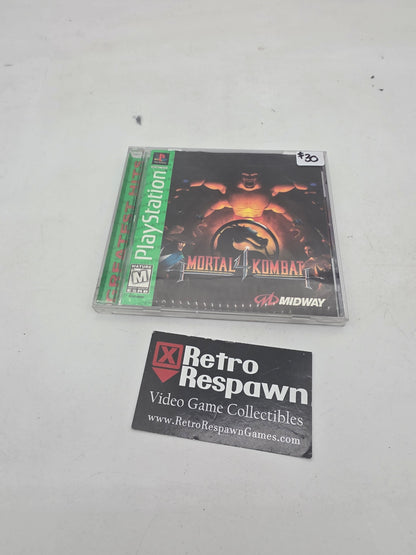 $30
PlayStation
GREATEST HITS
MORTAL 4 KOMBAT
MATURE
M
ESRB
MIDWAY
Retro
Respawn
Video Game Collectibles
www.RetroRespawnGames.com